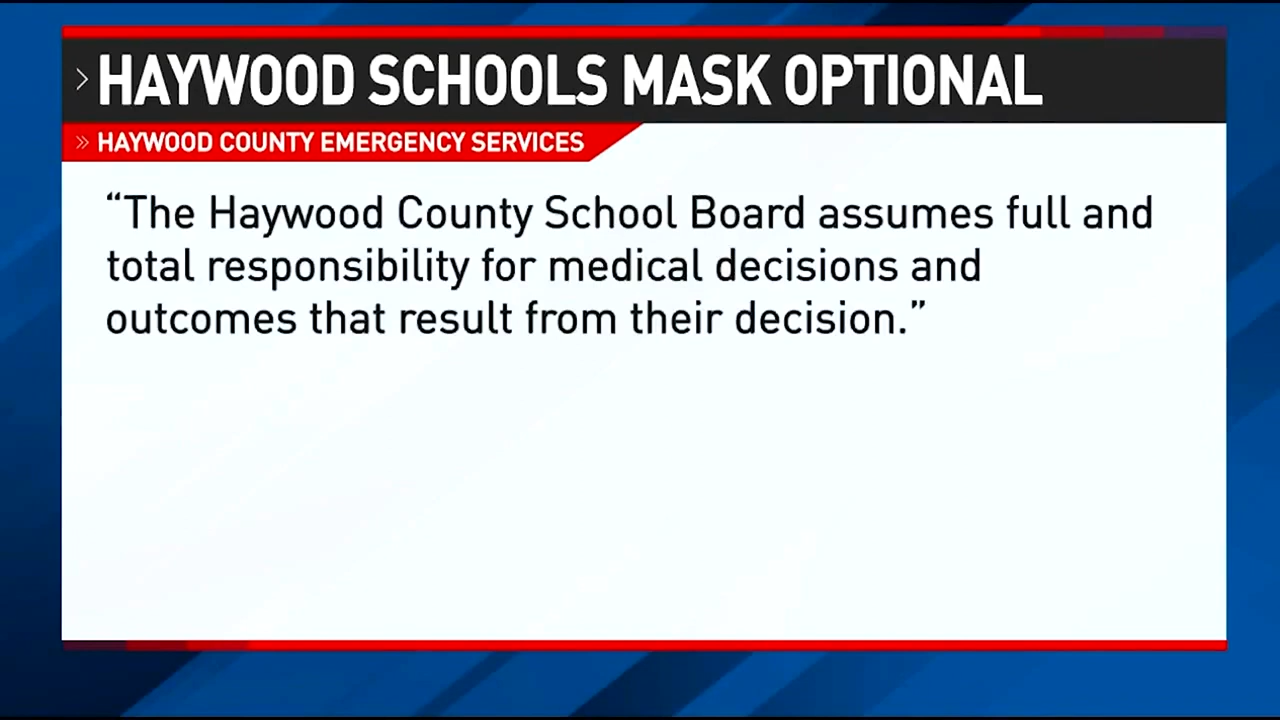 > HAYWOOD SCHOOLS MASK OPTIONAL
» HAYWOOD COUNTY EMERGENCY SERVICES
“The Haywood County School Board assumes full and
total responsibility for medical decisions and
outcomes that result from their decision.”